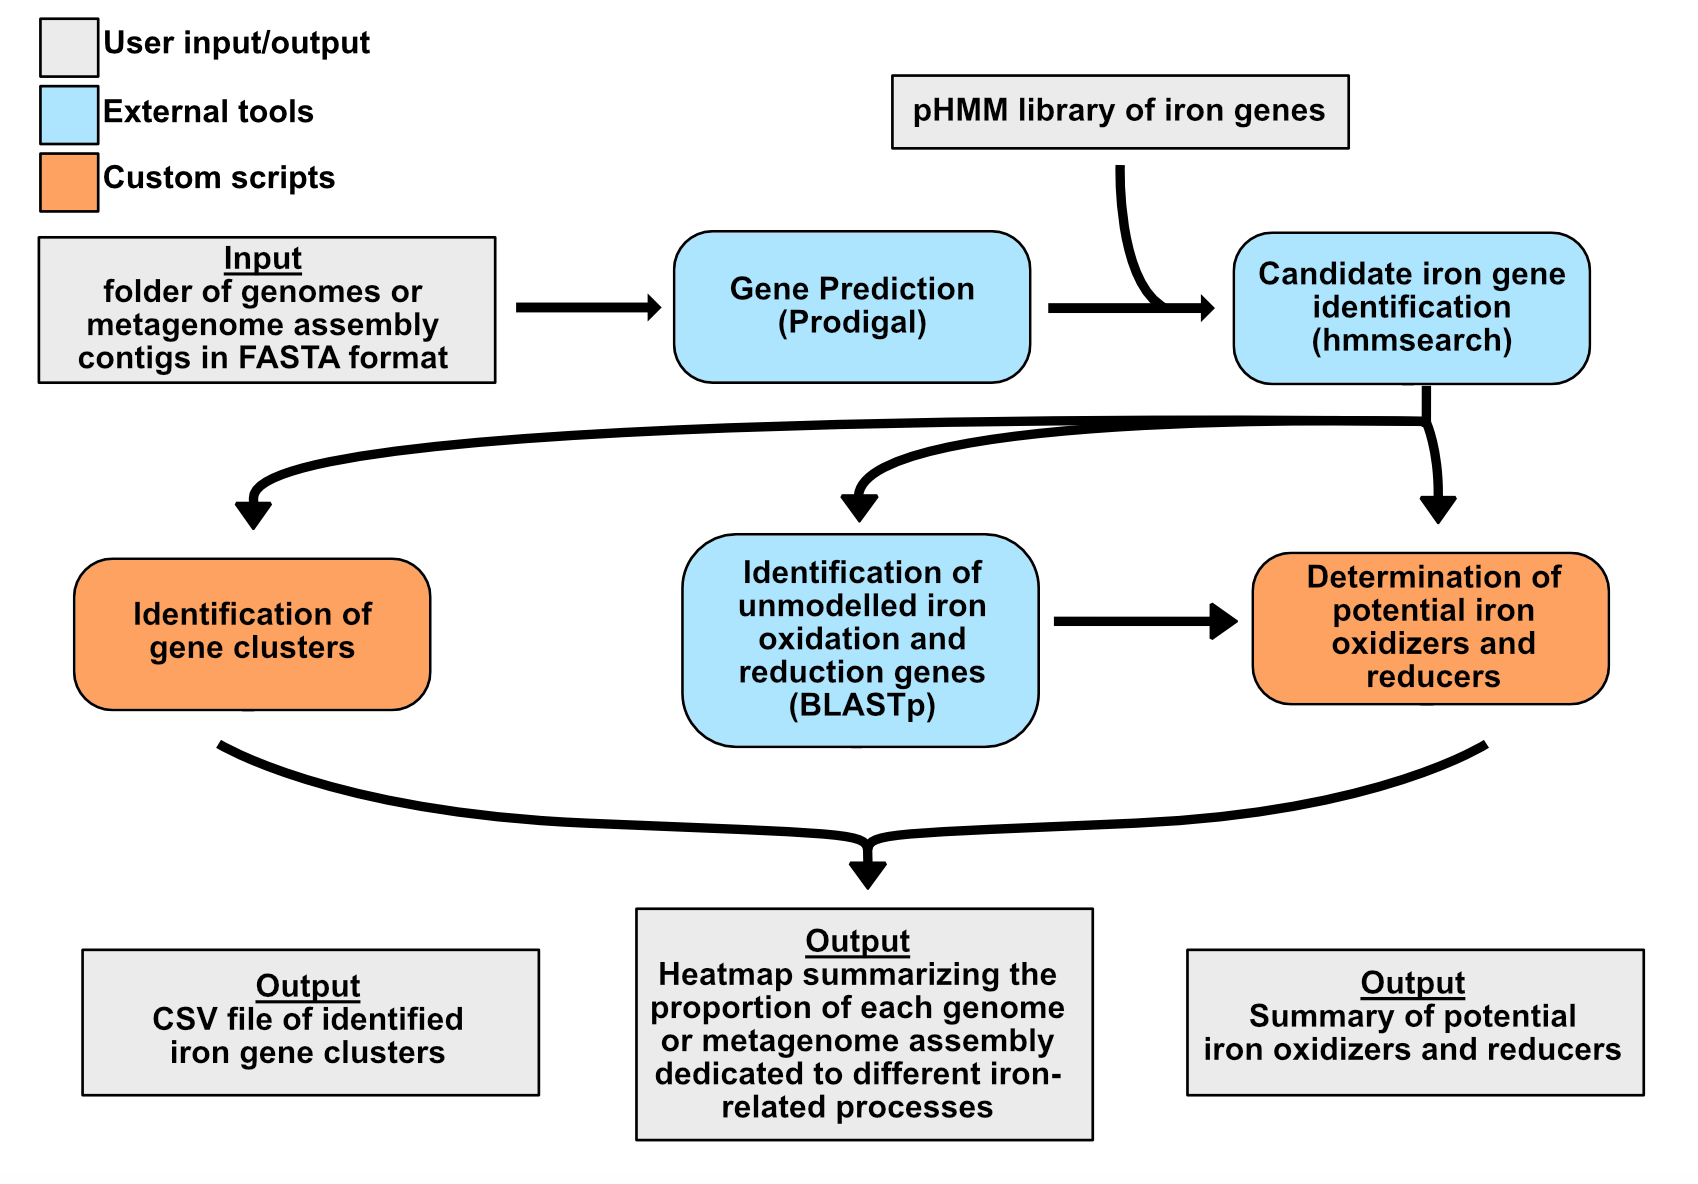 User input/output
External tools
Custom scripts
pHMM library of iron genes
Input
folder of genomes or
metagenome assembly
contigs in FASTA format
Gene Prediction
(Prodigal)
Candidate iron gene
identification
(hmmsearch)
Identification of
gene clusters
Identification of
unmodelled iron
oxidation and
reduction genes
(BLASTp)
Determination of
potential iron
oxidizers and
reducers
Output
CSV file of identified
iron gene clusters
Output
Heatmap summarizing the
proportion of each genome
or metagenome assembly
dedicated to different iron-
related processes
Output
Summary of potential
iron oxidizers and reducers